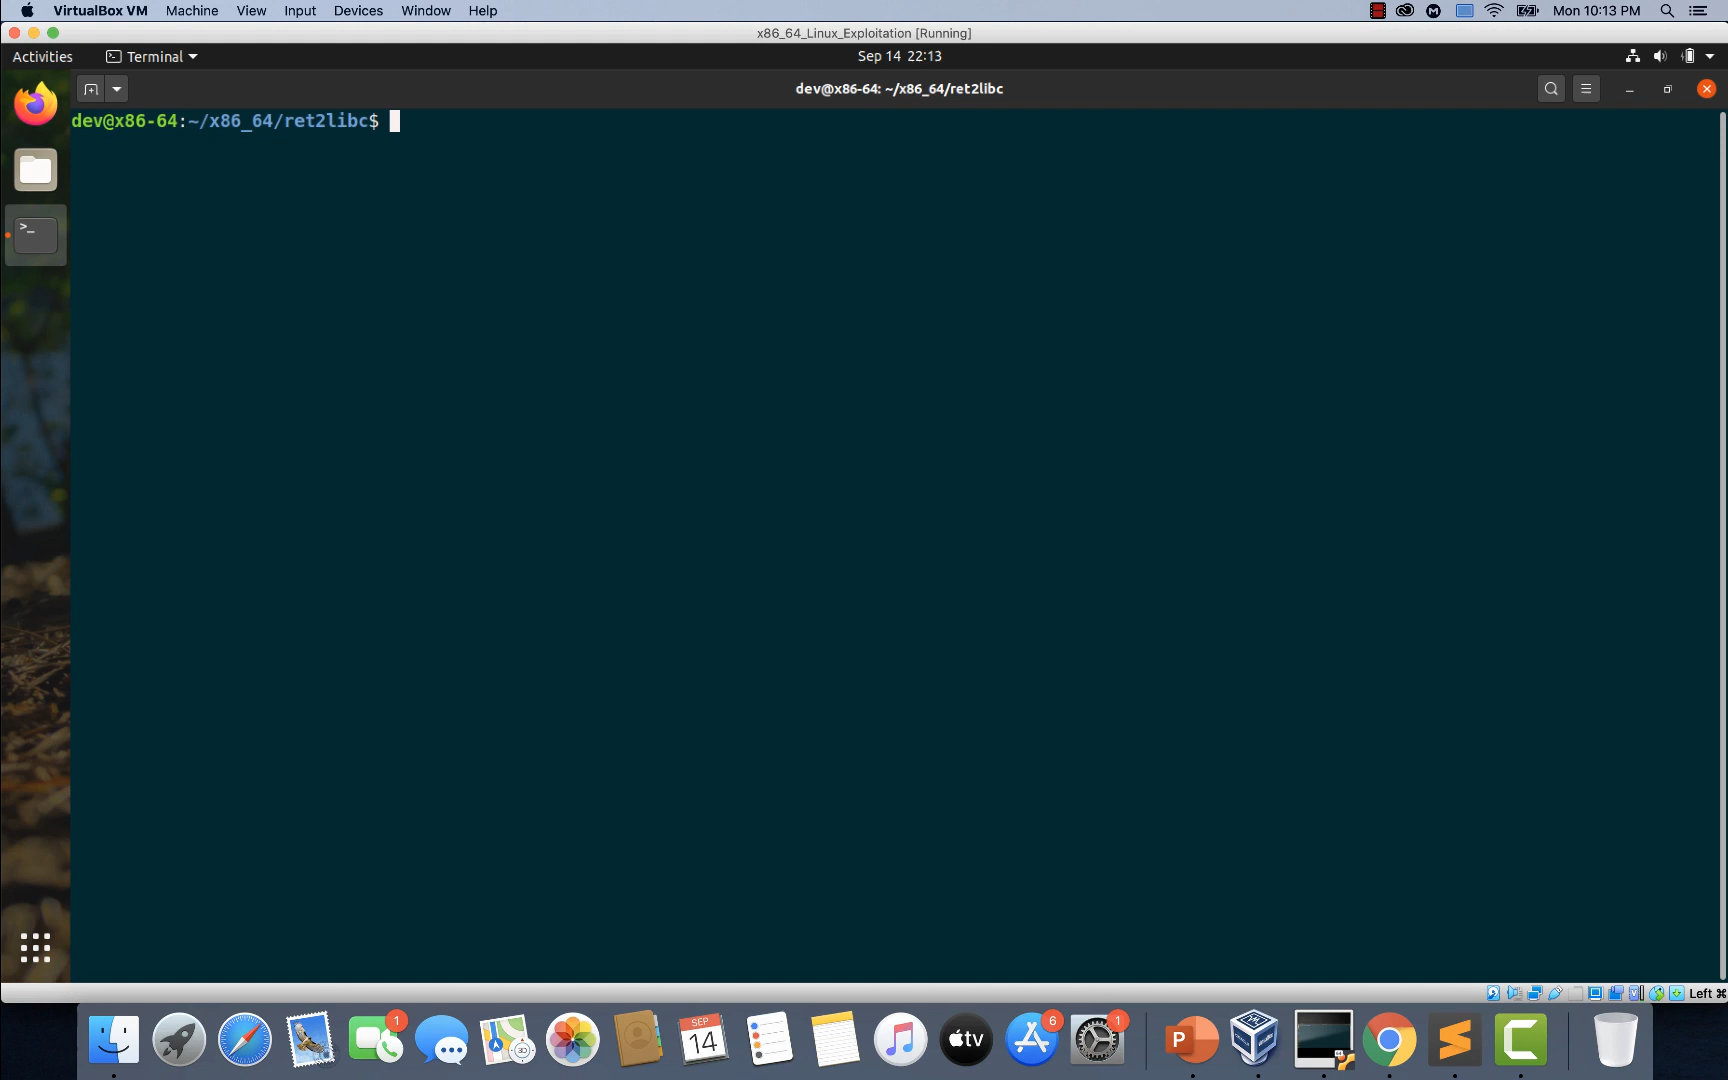 VirtualBox VM Machine View Input Devices Window Help Mon 10:13 PM
x86_64_Linux_Exploitation [Running]
Activities Terminal Sep 14 22:13
dev@x86-64: ~/x86_64/ret2libc
dev@x86-64:~/x86_64/ret2libc$
Left ⌘
1
SEP
14
tv
6
1
P